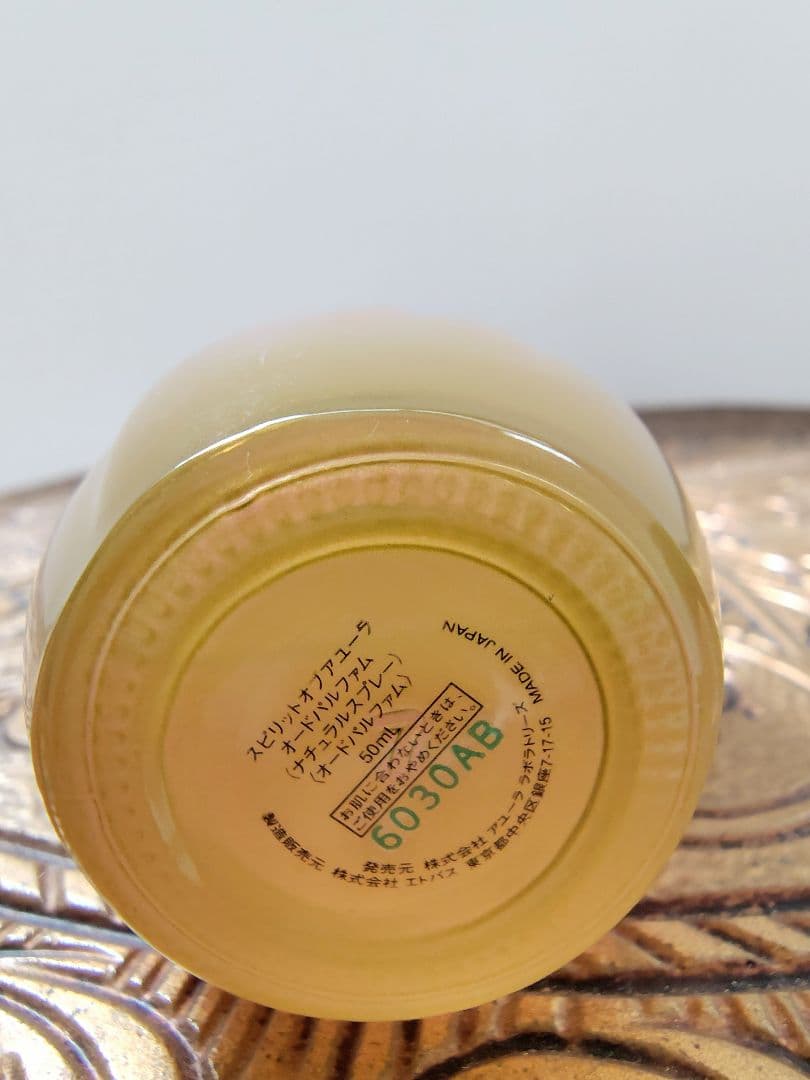 スピリットオブアユーラ
オードパルファム
(ナチュラルスプレー)
〈オードパルファム〉
50mL
お肌に合わないときは、
ご使用をおやめください。
6030AB
発売元 株式会社 アユーラ ラボラトリーズ
製造販売元 株式会社 エトバス 東京都中央区銀座7-17-15
MADE IN JAPAN